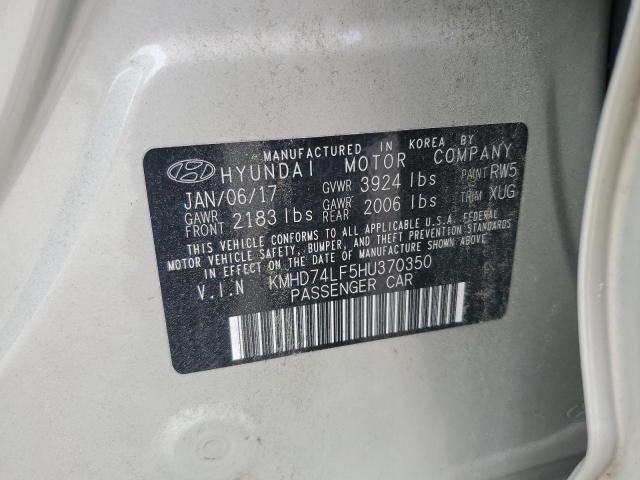 MANUFACTURED IN KOREA BY
HYUNDAI MOTOR COMPANY
JAN/06/17 GVWR 3924 lbs PAINT RW5
GAWR FRONT 2183 lbs GAWR REAR 2006 lbs TRIM XUG
THIS VEHICLE CONFORMS TO ALL APPLICABLE U.S.A. FEDERAL
MOTOR VEHICLE SAFETY, BUMPER, AND THEFT PREVENTION STANDARDS
IN EFFECT ON THE DATE OF MANUFACTURE SHOWN ABOVE.
V.I.N KMHD74LF5HU370350
PASSENGER CAR